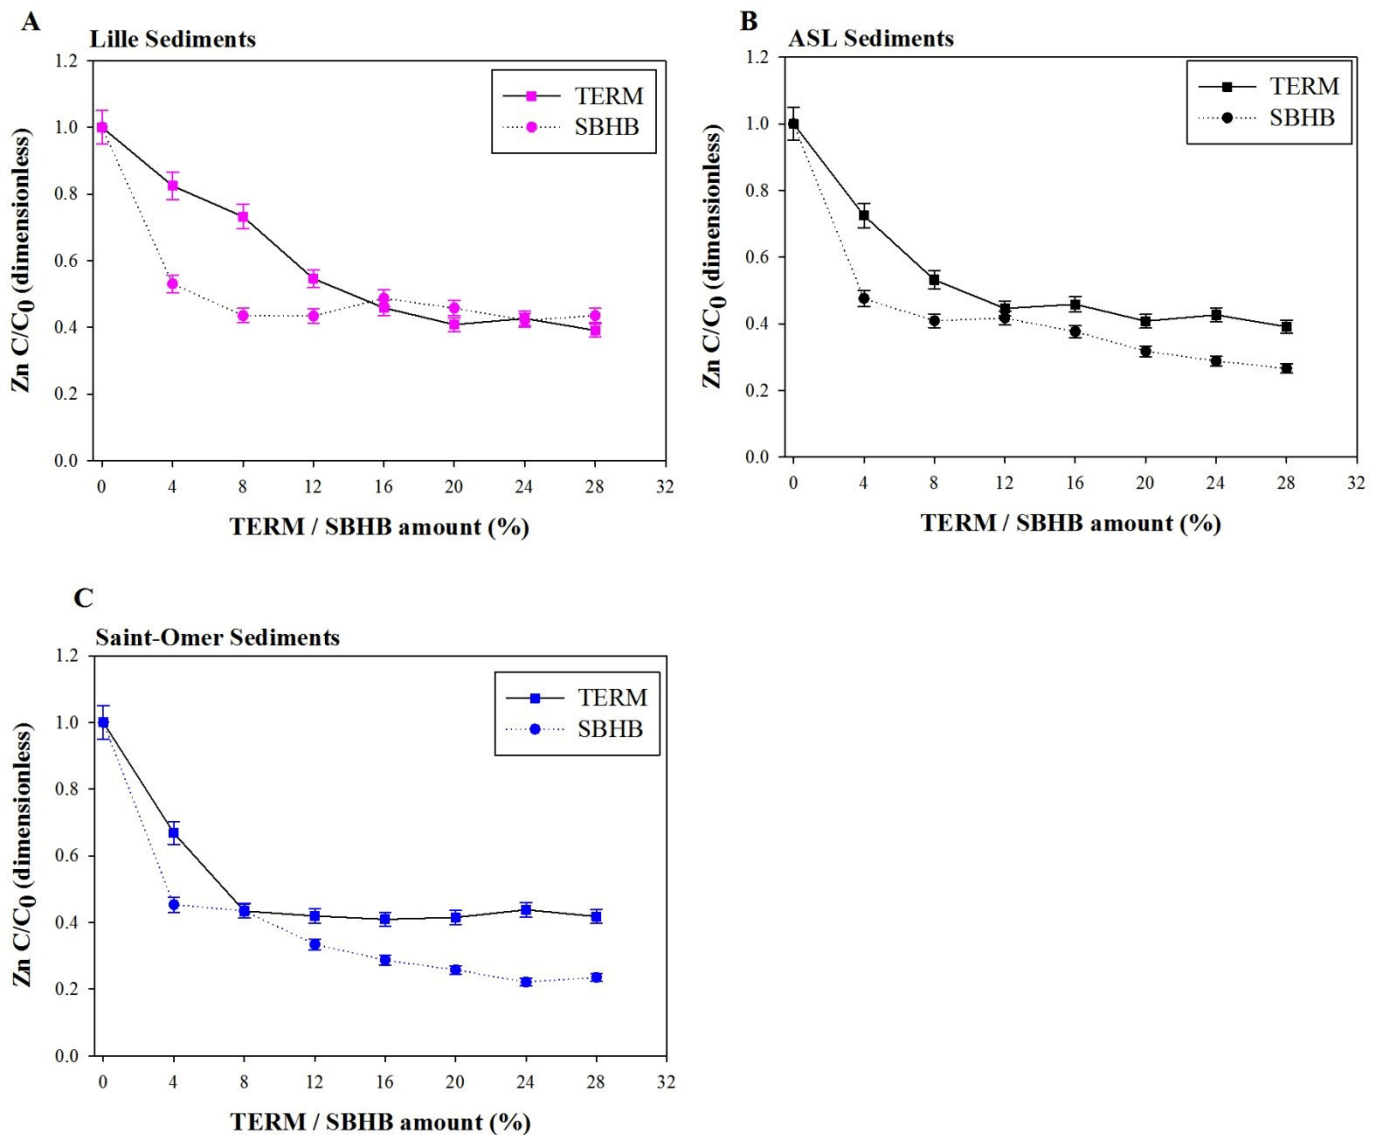 A
Lille Sediments
1.2
1.0
0.8
0.6
0.4
0.2
0.0
Zn C/C0 (dimensionless)
TERM
SBHB
0 4 8 12 16 20 24 28 32
TERM / SBHB amount (%)
B
ASL Sediments
1.2
1.0
0.8
0.6
0.4
0.2
0.0
Zn C/C0 (dimensionless)
TERM
SBHB
0 4 8 12 16 20 24 28 32
TERM / SBHB amount (%)
C
Saint-Omer Sediments
1.2
1.0
0.8
0.6
0.4
0.2
0.0
Zn C/C0 (dimensionless)
TERM
SBHB
0 4 8 12 16 20 24 28 32
TERM / SBHB amount (%)